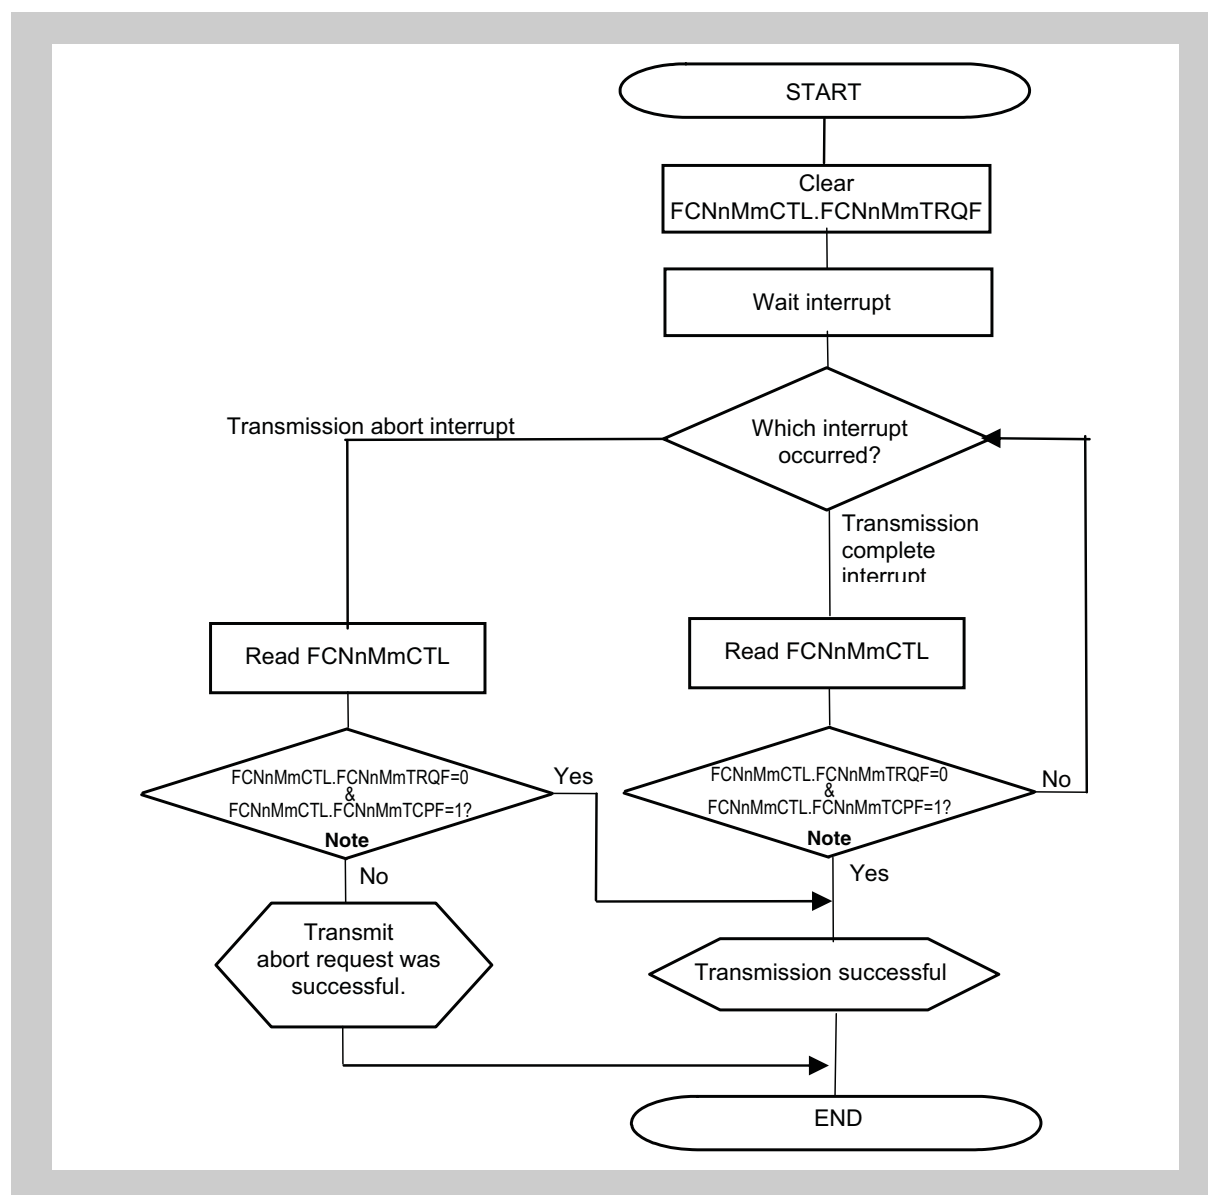 START
Clear
FCNnMmCTL.FCNnMmTRQF
Wait interrupt
Which interrupt
occurred?
Transmission abort interrupt
Transmission
complete
interrupt
Read FCNnMmCTL
Read FCNnMmCTL
FCNnMmCTL.FCNnMmTRQF=0
&
FCNnMmCTL.FCNnMmTCPF=1?
Note
Yes
No
FCNnMmCTL.FCNnMmTRQF=0
&
FCNnMmCTL.FCNnMmTCPF=1?
Note
No
Yes
Transmit
abort request was
successful.
Transmission successful
END